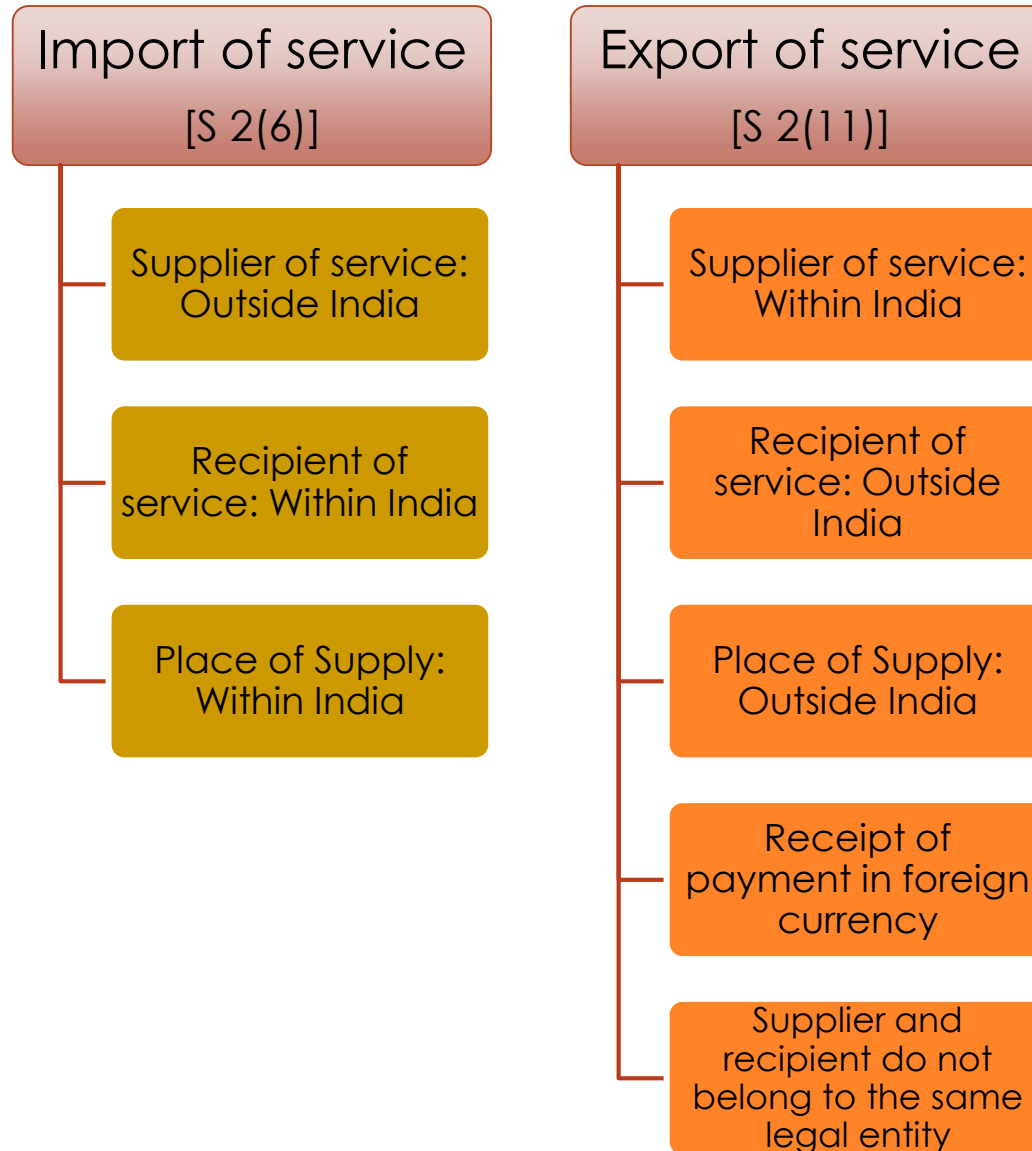 Import of service
[S 2(6)]
Supplier of service:
Outside India
Recipient of
service: Within India
Place of Supply:
Within India
Export of service
[S 2(11)]
Supplier of service:
Within India
Recipient of
service: Outside
India
Place of Supply:
Outside India
Receipt of
payment in foreign
currency
Supplier and
recipient do not
belong to the same
legal entity